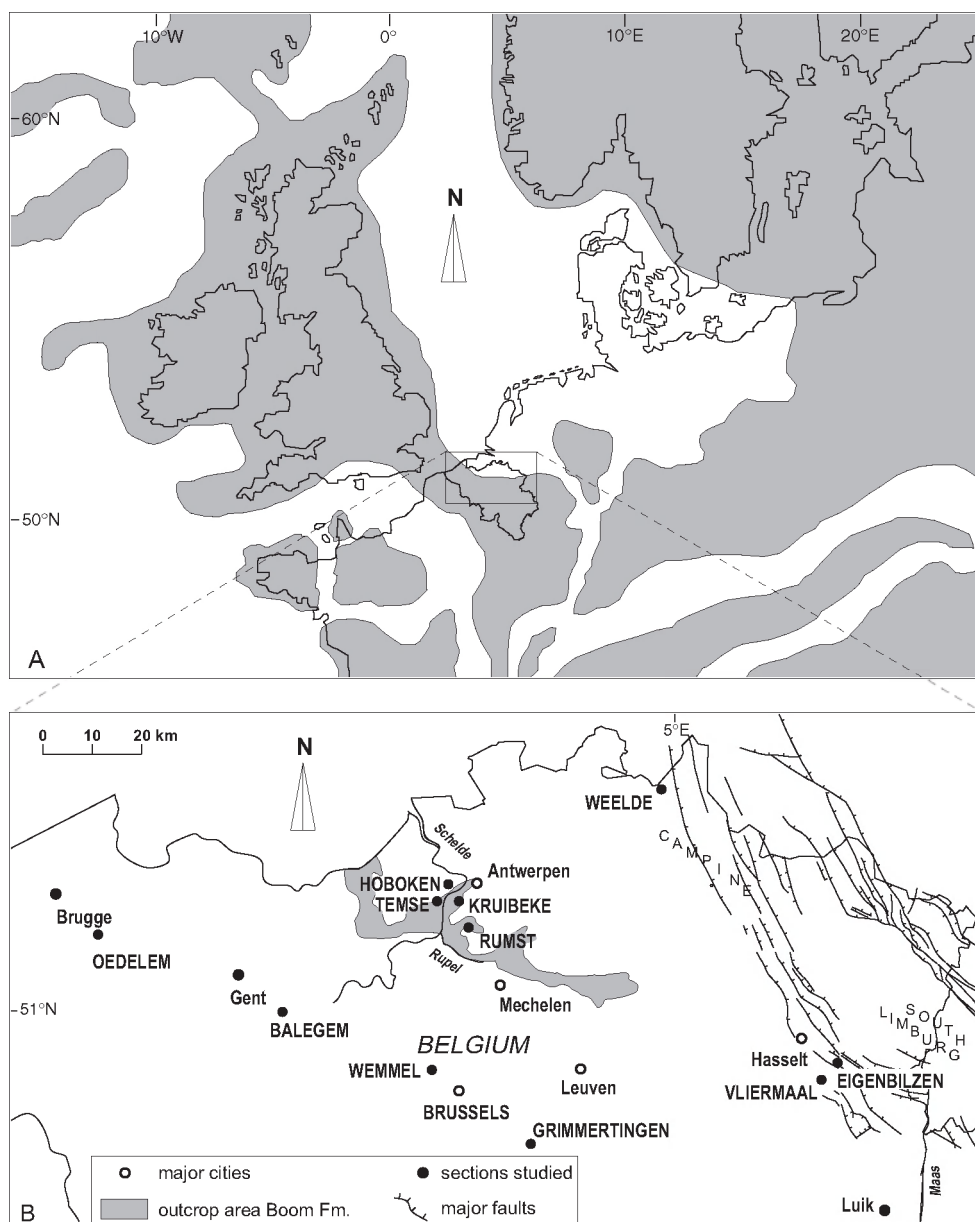 10°W 0° 10°E 20°E
60°N
N
50°N
A
0 10 20 km
N
5°E
WEELDE
CAMPINE
Schelde
Antwerpen
HOBOKEN
TEMSE
KRUIBEKE
Brugge
RUMST
OEDELEM
Rupel
Gent
Mechelen
51°N
BALEGEM
SOUTH
LIMBURG
BELGIUM
Hasselt
WEMMEL
Leuven
EIGENBILZEN
VLIERMAAL
BRUSSELS
GRIMMERTINGEN
Maas
major cities
sections studied
outcrop area Boom Fm.
major faults
Luik
B